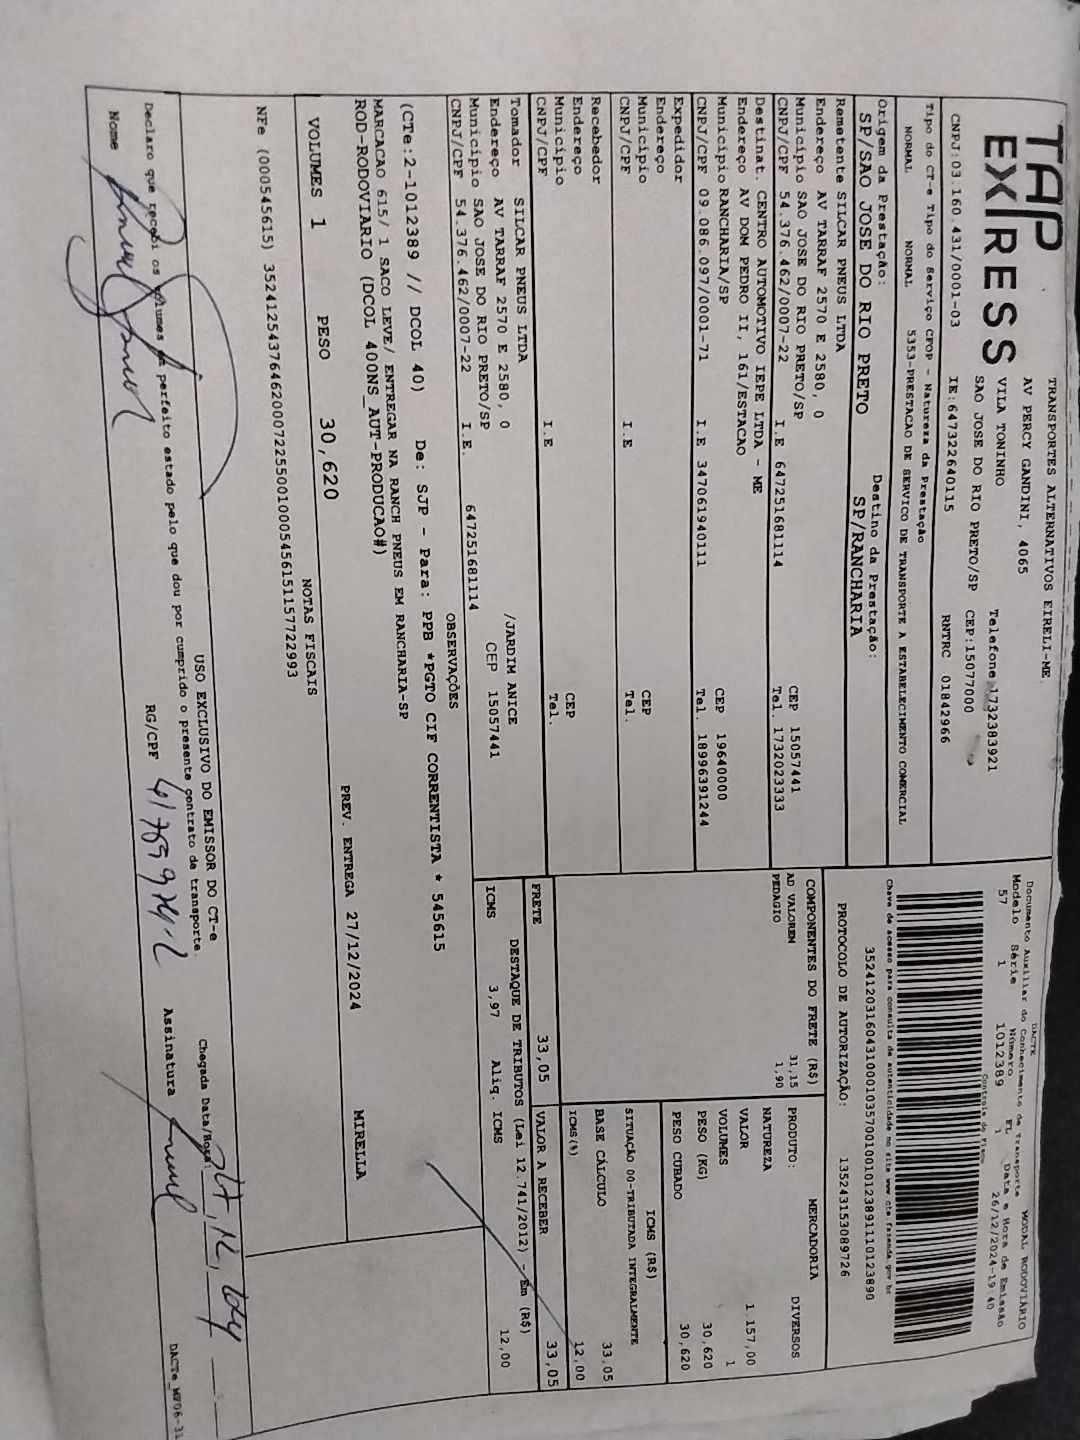 TAP EXPRESS
TRANSPORTES ALTERNATIVOS EIRELI-ME
AV PERCY GANDINI, 4065
VILA TONINHO
SAO JOSE DO RIO PRETO/SP
Telefone 1732383921
CEP:15077000
CNPJ:03.160.431/0001-03
IE:647322640115
RNTRC 01842966
DACTE
MODAL RODOVIÁRIO
Documento Auxiliar do Conhecimento de Transporte
Modelo Série Número FL Data e Hora de Emissão
57 1 1012389 1 26/12/2024-19:40
Controle do Fisco
Chave de acesso para consulta de autenticidade no site www.cte.fazenda.gov.br
35241203160431000103570010010123891110123890
PROTOCOLO DE AUTORIZAÇÃO: 135243153089726
Tipo do CT-e Tipo do Serviço CFOP - Natureza da Prestação
NORMAL NORMAL 5353-PRESTACAO DE SERVICO DE TRANSPORTE A ESTABELECIMENTO COMERCIAL
Origem da Prestação: Destino da Prestação:
SP/SAO JOSE DO RIO PRETO SP/RANCHARIA
Remetente SILCAR PNEUS LTDA
Endereço AV TARRAF 2570 E 2580, 0
Município SAO JOSE DO RIO PRETO/SP CEP 15057441
CNPJ/CPF 54.376.462/0007-22 I.E 647251681114 Tel. 1732023333
Destinat. CENTRO AUTOMOTIVO IEPE LTDA - ME
Endereço AV DOM PEDRO II, 161/ESTACAO
Município RANCHARIA/SP CEP 19640000
CNPJ/CPF 09.086.097/0001-71 I.E 347061940111 Tel. 18996391244
Expedidor
Endereço
Município CEP
CNPJ/CPF I.E Tel.
Recebedor
Endereço
Município CEP
CNPJ/CPF I.E Tel.
Tomador SILCAR PNEUS LTDA
Endereço AV TARRAF 2570 E 2580, 0 /JARDIM ANICE
Município SAO JOSE DO RIO PRETO/SP CEP 15057441
CNPJ/CPF 54.376.462/0007-22 I.E. 647251681114
COMPONENTES DO FRETE (R$)
AD VALOREM 31,15
PEDAGIO 1,90
FRETE 33,05
MERCADORIA
PRODUTO: DIVERSOS
NATUREZA
VALOR 1.157,00
VOLUMES 1
PESO (KG) 30,620
PESO CUBADO 30,620
ICMS (R$)
SITUAÇÃO 00-TRIBUTADA INTEGRALMENTE
BASE CÁLCULO 33,05
ICMS(%) 12,00
VALOR A RECEBER 33,05
DESTAQUE DE TRIBUTOS (Lei 12.741/2012) - Em (R$)
ICMS 3,97 Aliq. ICMS 12,00
OBSERVAÇÕES
(CTe:2-1012389 // DCOL 40) De: SJP - Para: PPB *PGTO CIF CORRENTISTA * 545615
MARCACAO 615/ 1 SACO LEVE/ ENTREGAR NA RANCH PNEUS EM RANCHARIA-SP
ROD-RODOVIARIO (DCOL 400NS_AUT-PRODUCAO#)
VOLUMES 1 PESO 30,620 PREV. ENTREGA 27/12/2024 MIRELLA
NOTAS FISCAIS
NFe (000545615) 35241254376462000722550010005456151157722993
USO EXCLUSIVO DO EMISSOR DO CT-e
Declaro que recebi os volumes em perfeito estado pelo que dou por cumprido o presente contrato de transporte.
Chegada Data/Hora:
Nome RG/CPF Assinatura